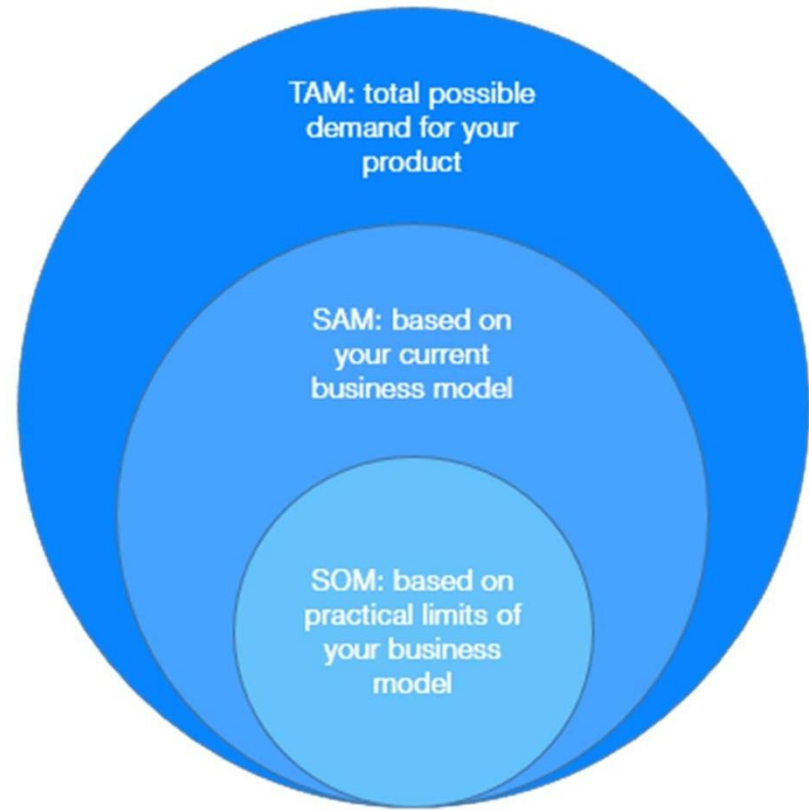 TAM: total possible
demand for your
product
SAM: based on
your current
business model
SOM: based on
practical limits of
your business
model